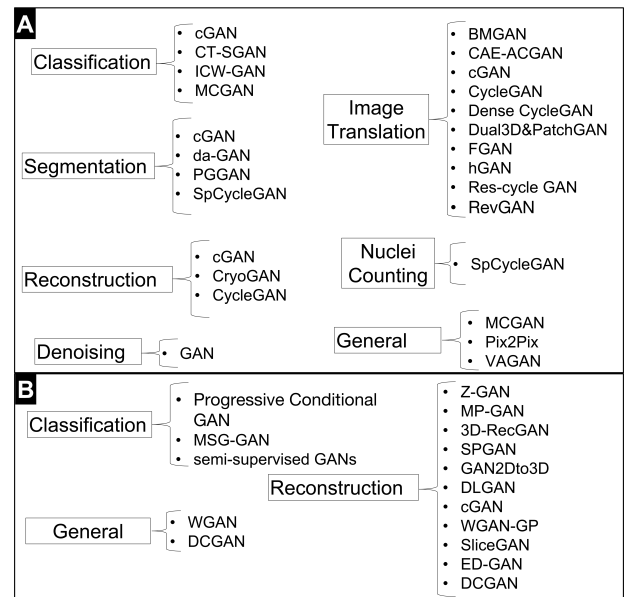 A
Classification
• cGAN
• CT-SGAN
• ICW-GAN
• MCGAN
Segmentation
• cGAN
• da-GAN
• PGGAN
• SpCycleGAN
Reconstruction
• cGAN
• CryoGAN
• CycleGAN
Denoising
• GAN
Image
Translation
• BMGAN
• CAE-ACGAN
• cGAN
• CycleGAN
• Dense CycleGAN
• Dual3D&PatchGAN
• FGAN
• hGAN
• Res-cycle GAN
• RevGAN
Nuclei
Counting
• SpCycleGAN
General
• MCGAN
• Pix2Pix
• VAGAN
B
Classification
• Progressive Conditional
GAN
• MSG-GAN
• semi-supervised GANs
General
• WGAN
• DCGAN
Reconstruction
• Z-GAN
• MP-GAN
• 3D-RecGAN
• SPGAN
• GAN2Dto3D
• DLGAN
• cGAN
• WGAN-GP
• SliceGAN
• ED-GAN
• DCGAN